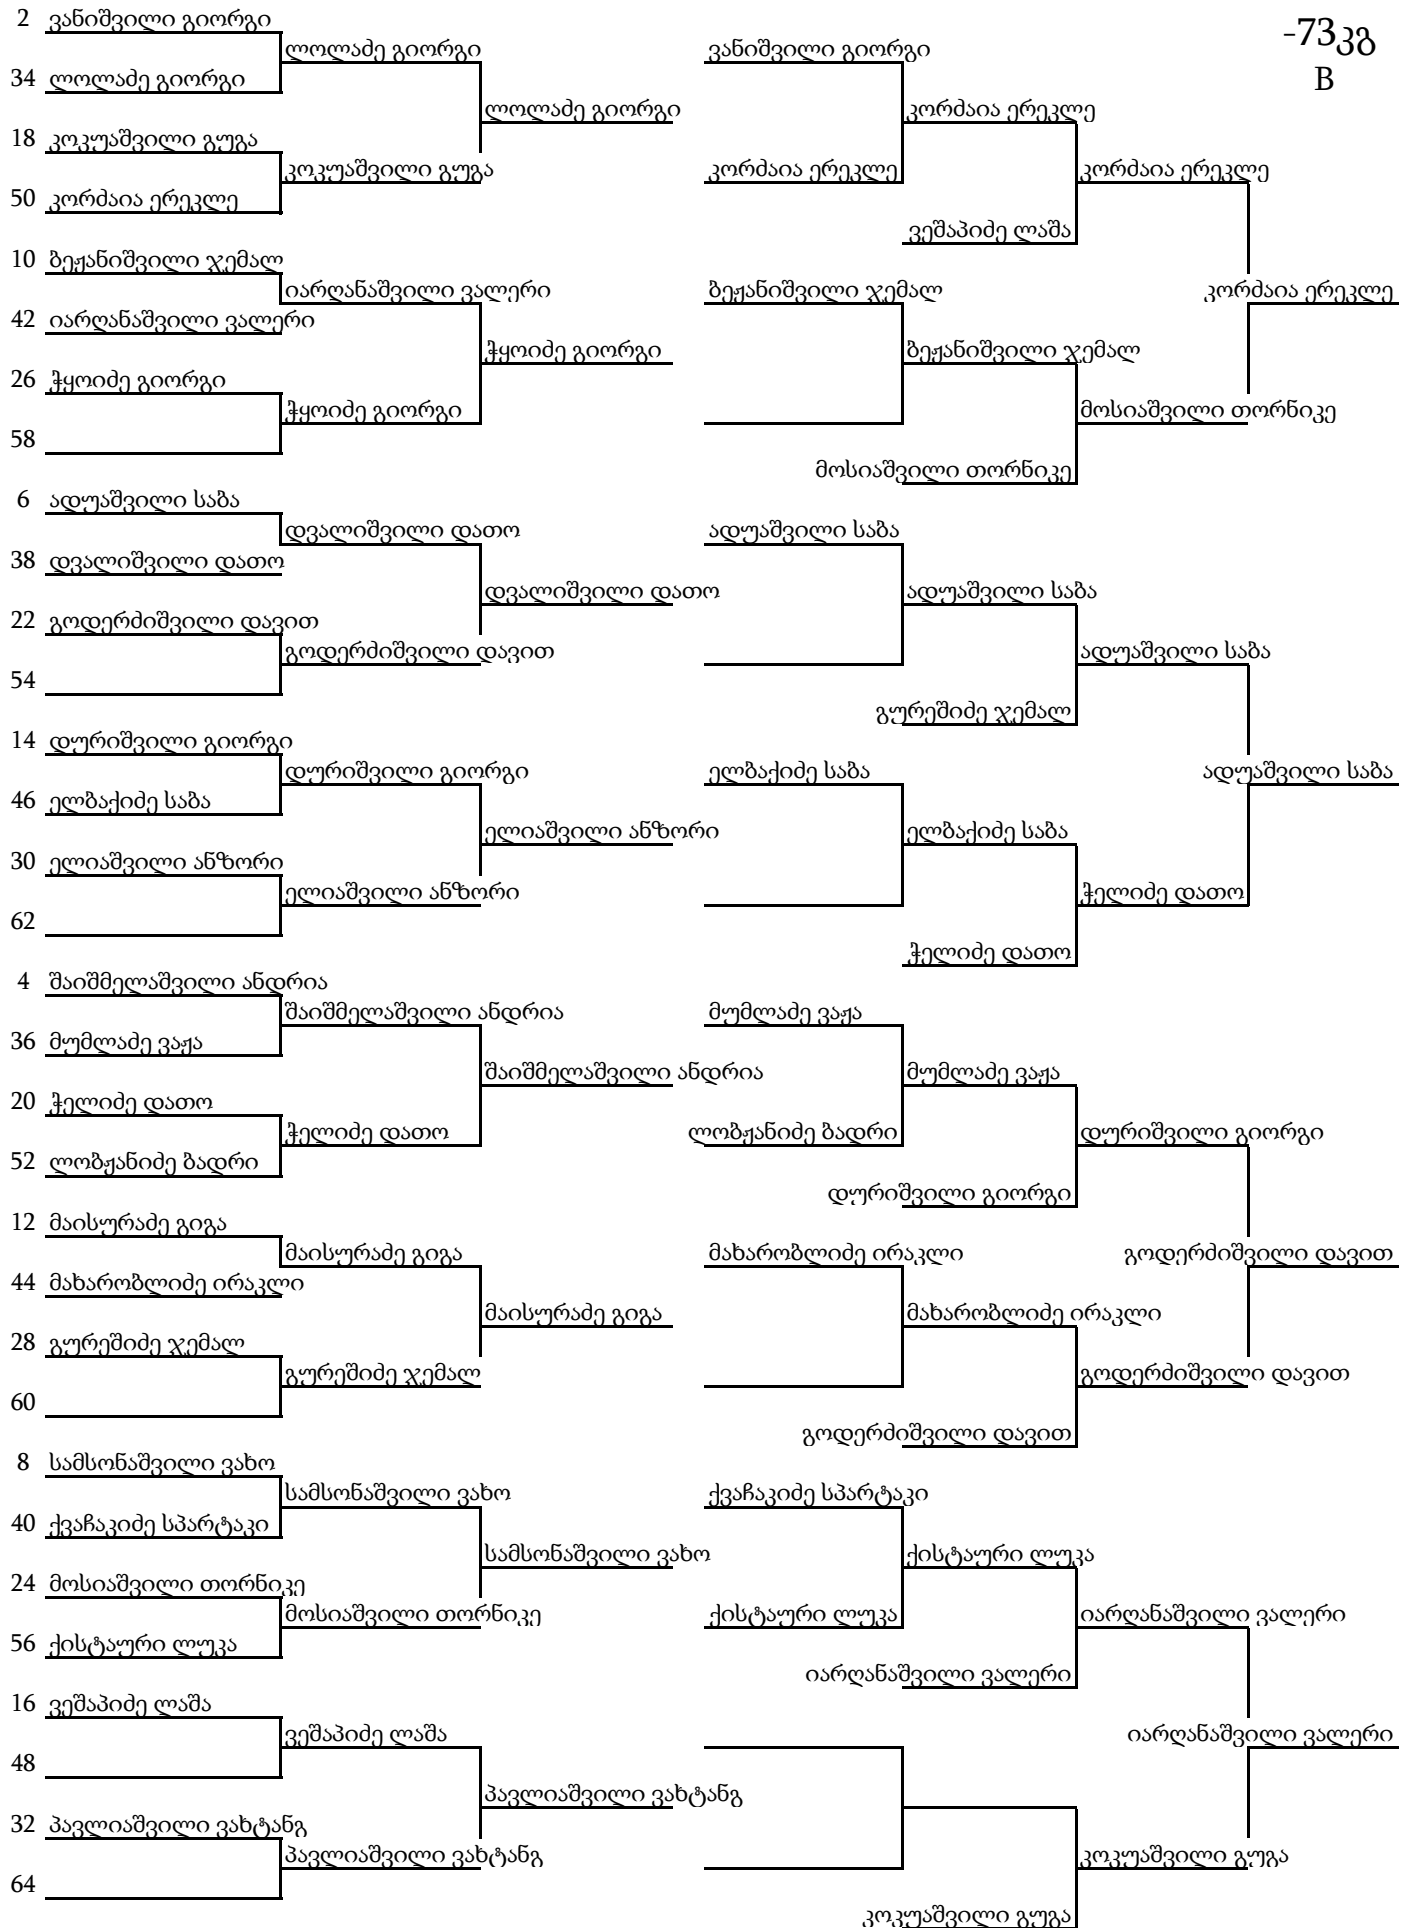 -73კგ
B
2 ვანიშვილი გიორგი
ლოლაძე გიორგი
34 ლოლაძე გიორგი
ლოლაძე გიორგი
18 კოკუაშვილი გუგა
კოკუაშვილი გუგა
50 კორძაია ერეკლე
10 ბეჟანიშვილი ჯემალ
იარღანაშვილი ვალერი
42 იარღანაშვილი ვალერი
ჭყოიძე გიორგი
26 ჭყოიძე გიორგი
ჭყოიძე გიორგი
58
6 ადუაშვილი საბა
დვალიშვილი დათო
38 დვალიშვილი დათო
დვალიშვილი დათო
22 გოდერძიშვილი დავით
გოდერძიშვილი დავით
54
14 დურიშვილი გიორგი
დურიშვილი გიორგი
46 ელბაქიძე საბა
ელიაშვილი ანზორი
30 ელიაშვილი ანზორი
ელიაშვილი ანზორი
62
4 შაიშმელაშვილი ანდრია
შაიშმელაშვილი ანდრია
36 მუმლაძე ვაჟა
შაიშმელაშვილი ანდრია
20 ჭელიძე დათო
ჭელიძე დათო
52 ლობჟანიძე ბადრი
12 მაისურაძე გიგა
მაისურაძე გიგა
44 მახარობლიძე ირაკლი
მაისურაძე გიგა
28 გურეშიძე ჯემალ
გურეშიძე ჯემალ
60
8 სამსონაშვილი ვახო
სამსონაშვილი ვახო
40 ქვაჩაკიძე სპარტაკი
სამსონაშვილი ვახო
24 მოსიაშვილი თორნიკე
მოსიაშვილი თორნიკე
56 ქისტაური ლუკა
16 ვეშაპიძე ლაშა
ვეშაპიძე ლაშა
48
პავლიაშვილი ვახტანგ
32 პავლიაშვილი ვახტანგ
პავლიაშვილი ვახტანგ
64
ვანიშვილი გიორგი
კორძაია ერეკლე
კორძაია ერეკლე
კორძაია ერეკლე
ვეშაპიძე ლაშა
ბეჟანიშვილი ჯემალ
კორძაია ერეკლე
ბეჟანიშვილი ჯემალ
მოსიაშვილი თორნიკე
მოსიაშვილი თორნიკე
ადუაშვილი საბა
ადუაშვილი საბა
ადუაშვილი საბა
გურეშიძე ჯემალ
ელბაქიძე საბა
ადუაშვილი საბა
ელბაქიძე საბა
ჭელიძე დათო
ჭელიძე დათო
მუმლაძე ვაჟა
მუმლაძე ვაჟა
ლობჟანიძე ბადრი
დურიშვილი გიორგი
დურიშვილი გიორგი
მახარობლიძე ირაკლი
გოდერძიშვილი დავით
მახარობლიძე ირაკლი
გოდერძიშვილი დავით
გოდერძიშვილი დავით
ქვაჩაკიძე სპარტაკი
ქისტაური ლუკა
ქისტაური ლუკა
იარღანაშვილი ვალერი
იარღანაშვილი ვალერი
იარღანაშვილი ვალერი
კოკუაშვილი გუგა
კოკუაშვილი გუგა